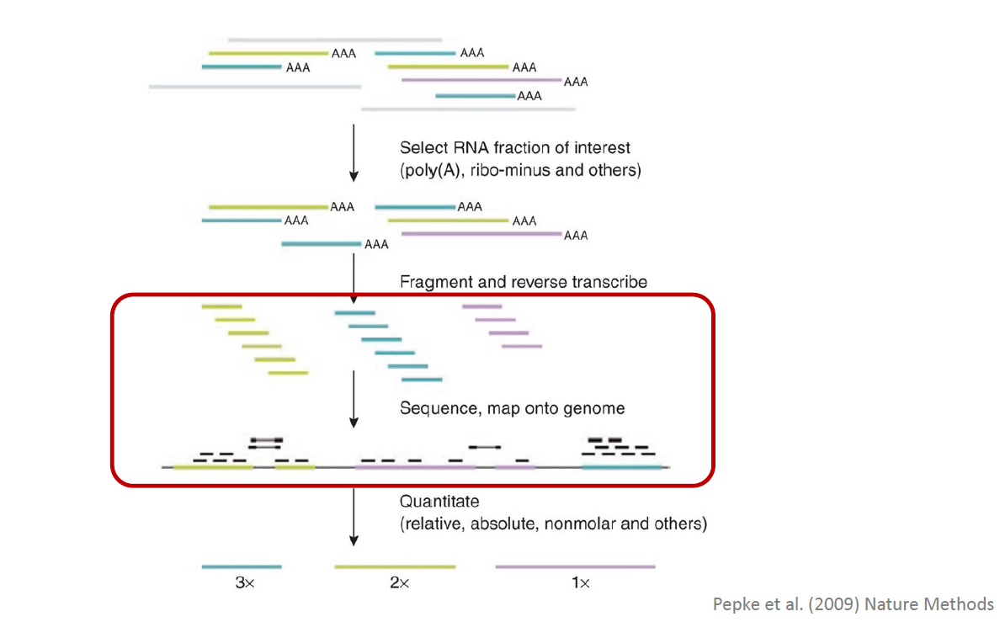 AAA
AAA
AAA
AAA
AAA
AAA
Select RNA fraction of interest
(poly(A), ribo-minus and others)
AAA
AAA
AAA
AAA
AAA
AAA
Fragment and reverse transcribe
Sequence, map onto genome
Quantitate
(relative, absolute, nonmolar and others)
3×
2×
1×
Pepke et al. (2009) Nature Methods